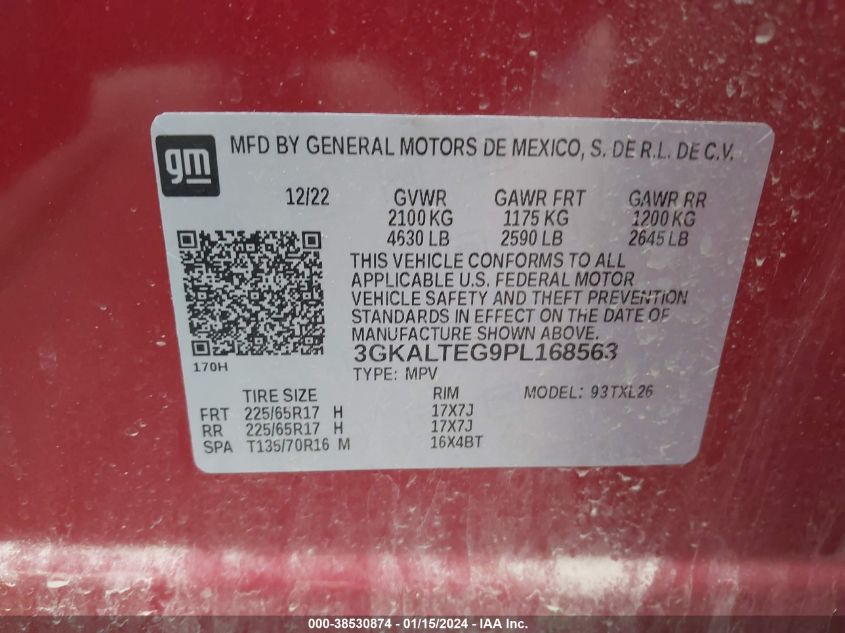 gm
MFD BY GENERAL MOTORS DE MEXICO, S. DE R.L. DE C.V.
12/22 GVWR GAWR FRT GAWR RR
2100 KG 1175 KG 1200 KG
4630 LB 2590 LB 2645 LB
THIS VEHICLE CONFORMS TO ALL
APPLICABLE U.S. FEDERAL MOTOR
VEHICLE SAFETY AND THEFT PREVENTION
STANDARDS IN EFFECT ON THE DATE OF
MANUFACTURE SHOWN ABOVE.
3GKALTEG9PL168563
170H
TYPE: MPV
TIRE SIZE RIM MODEL: 93TXL26
FRT 225/65R17 H 17X7J
RR 225/65R17 H 17X7J
SPA T135/70R16 M 16X4BT
000-38530874 - 01/15/2024 - IAA Inc.